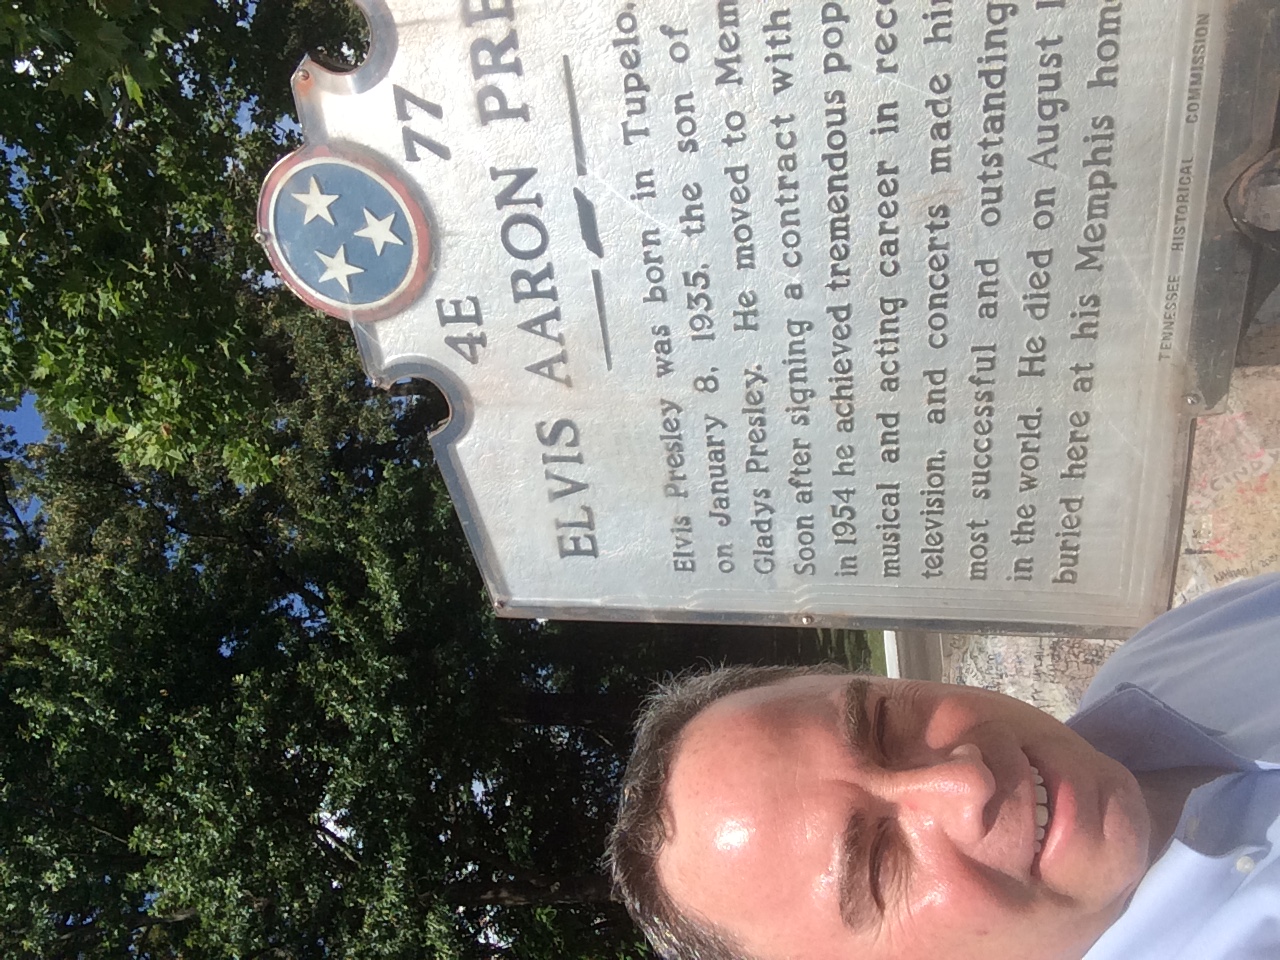 4E 77
ELVIS AARON PRE
Elvis Presley was born in Tupelo,
on January 8, 1935, the son of
Gladys Presley. He moved to Mem
Soon after signing a contract with
in 1954 he achieved tremendous pop
musical and acting career in reco
television, and concerts made hi
most successful and outstanding
in the world. He died on August 1
buried here at his Memphis hom
TENNESSEE HISTORICAL COMMISSION